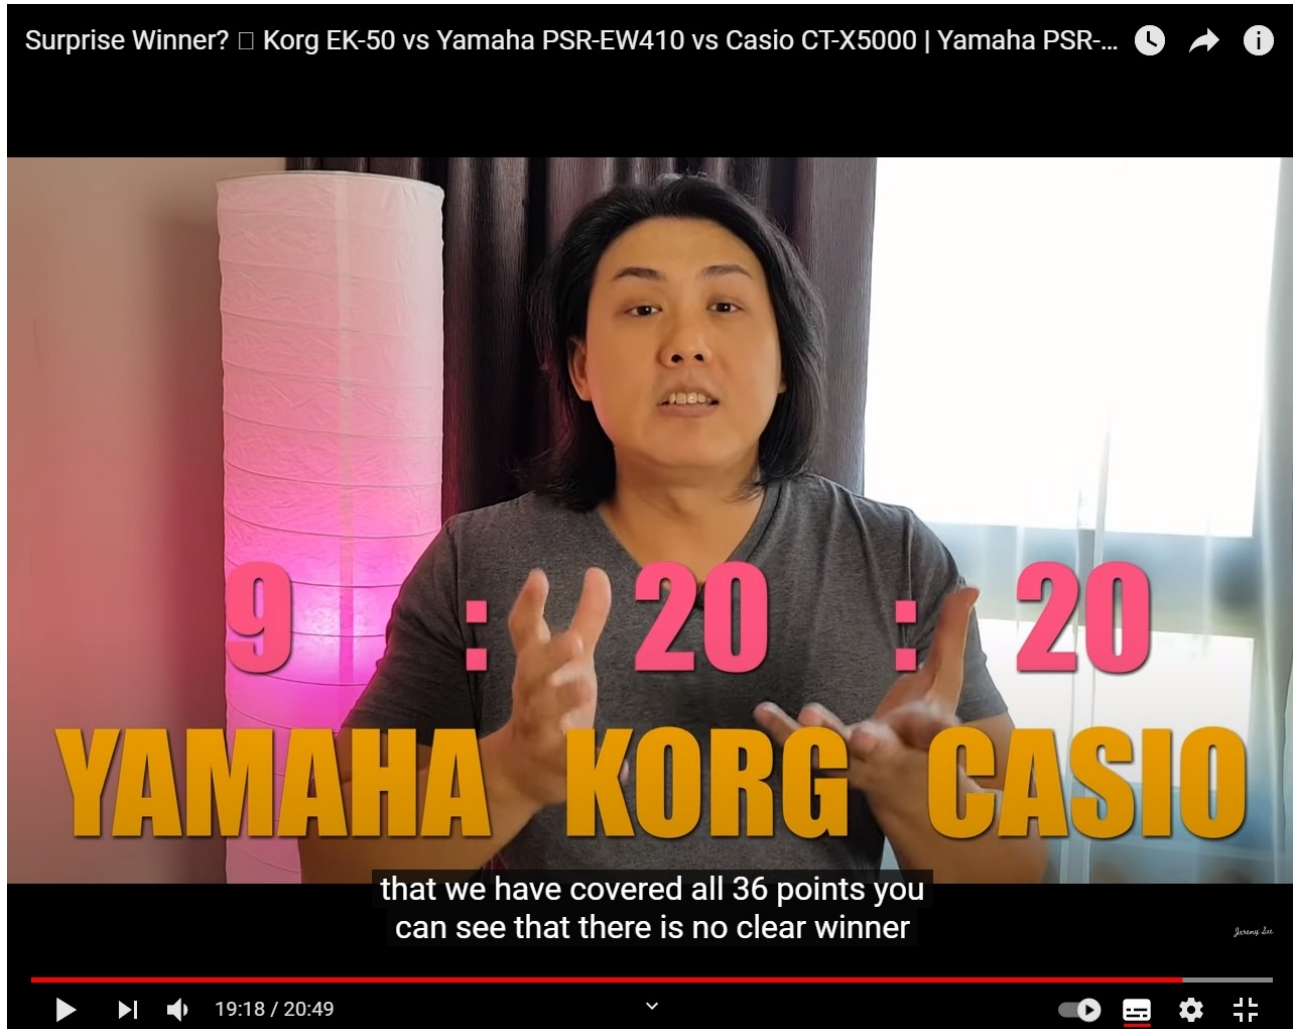 Surprise Winner? □ Korg EK-50 vs Yamaha PSR-EW410 vs Casio CT-X5000 | Yamaha PSR-...
9 : 20 : 20
YAMAHA KORG CASIO
that we have covered all 36 points you
can see that there is no clear winner
Jeremy See
19:18 / 20:49